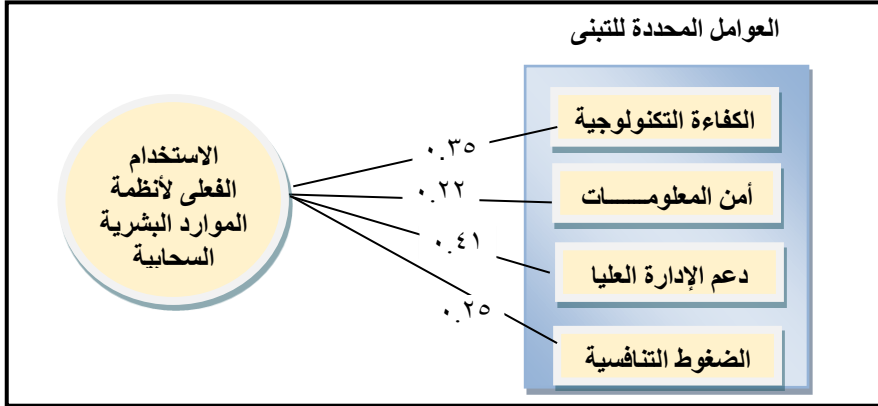 العوامل المحددة للتبنى
الكفاءة التكنولوجية
أمن المعلومـــــات
دعم الإدارة العليا
الضغوط التنافسية
٠.٣٥
٠.٢٢
٠.٤١
٠.٢٥
الاستخدام
الفعلى لأنظمة
الموارد البشرية
السحابية